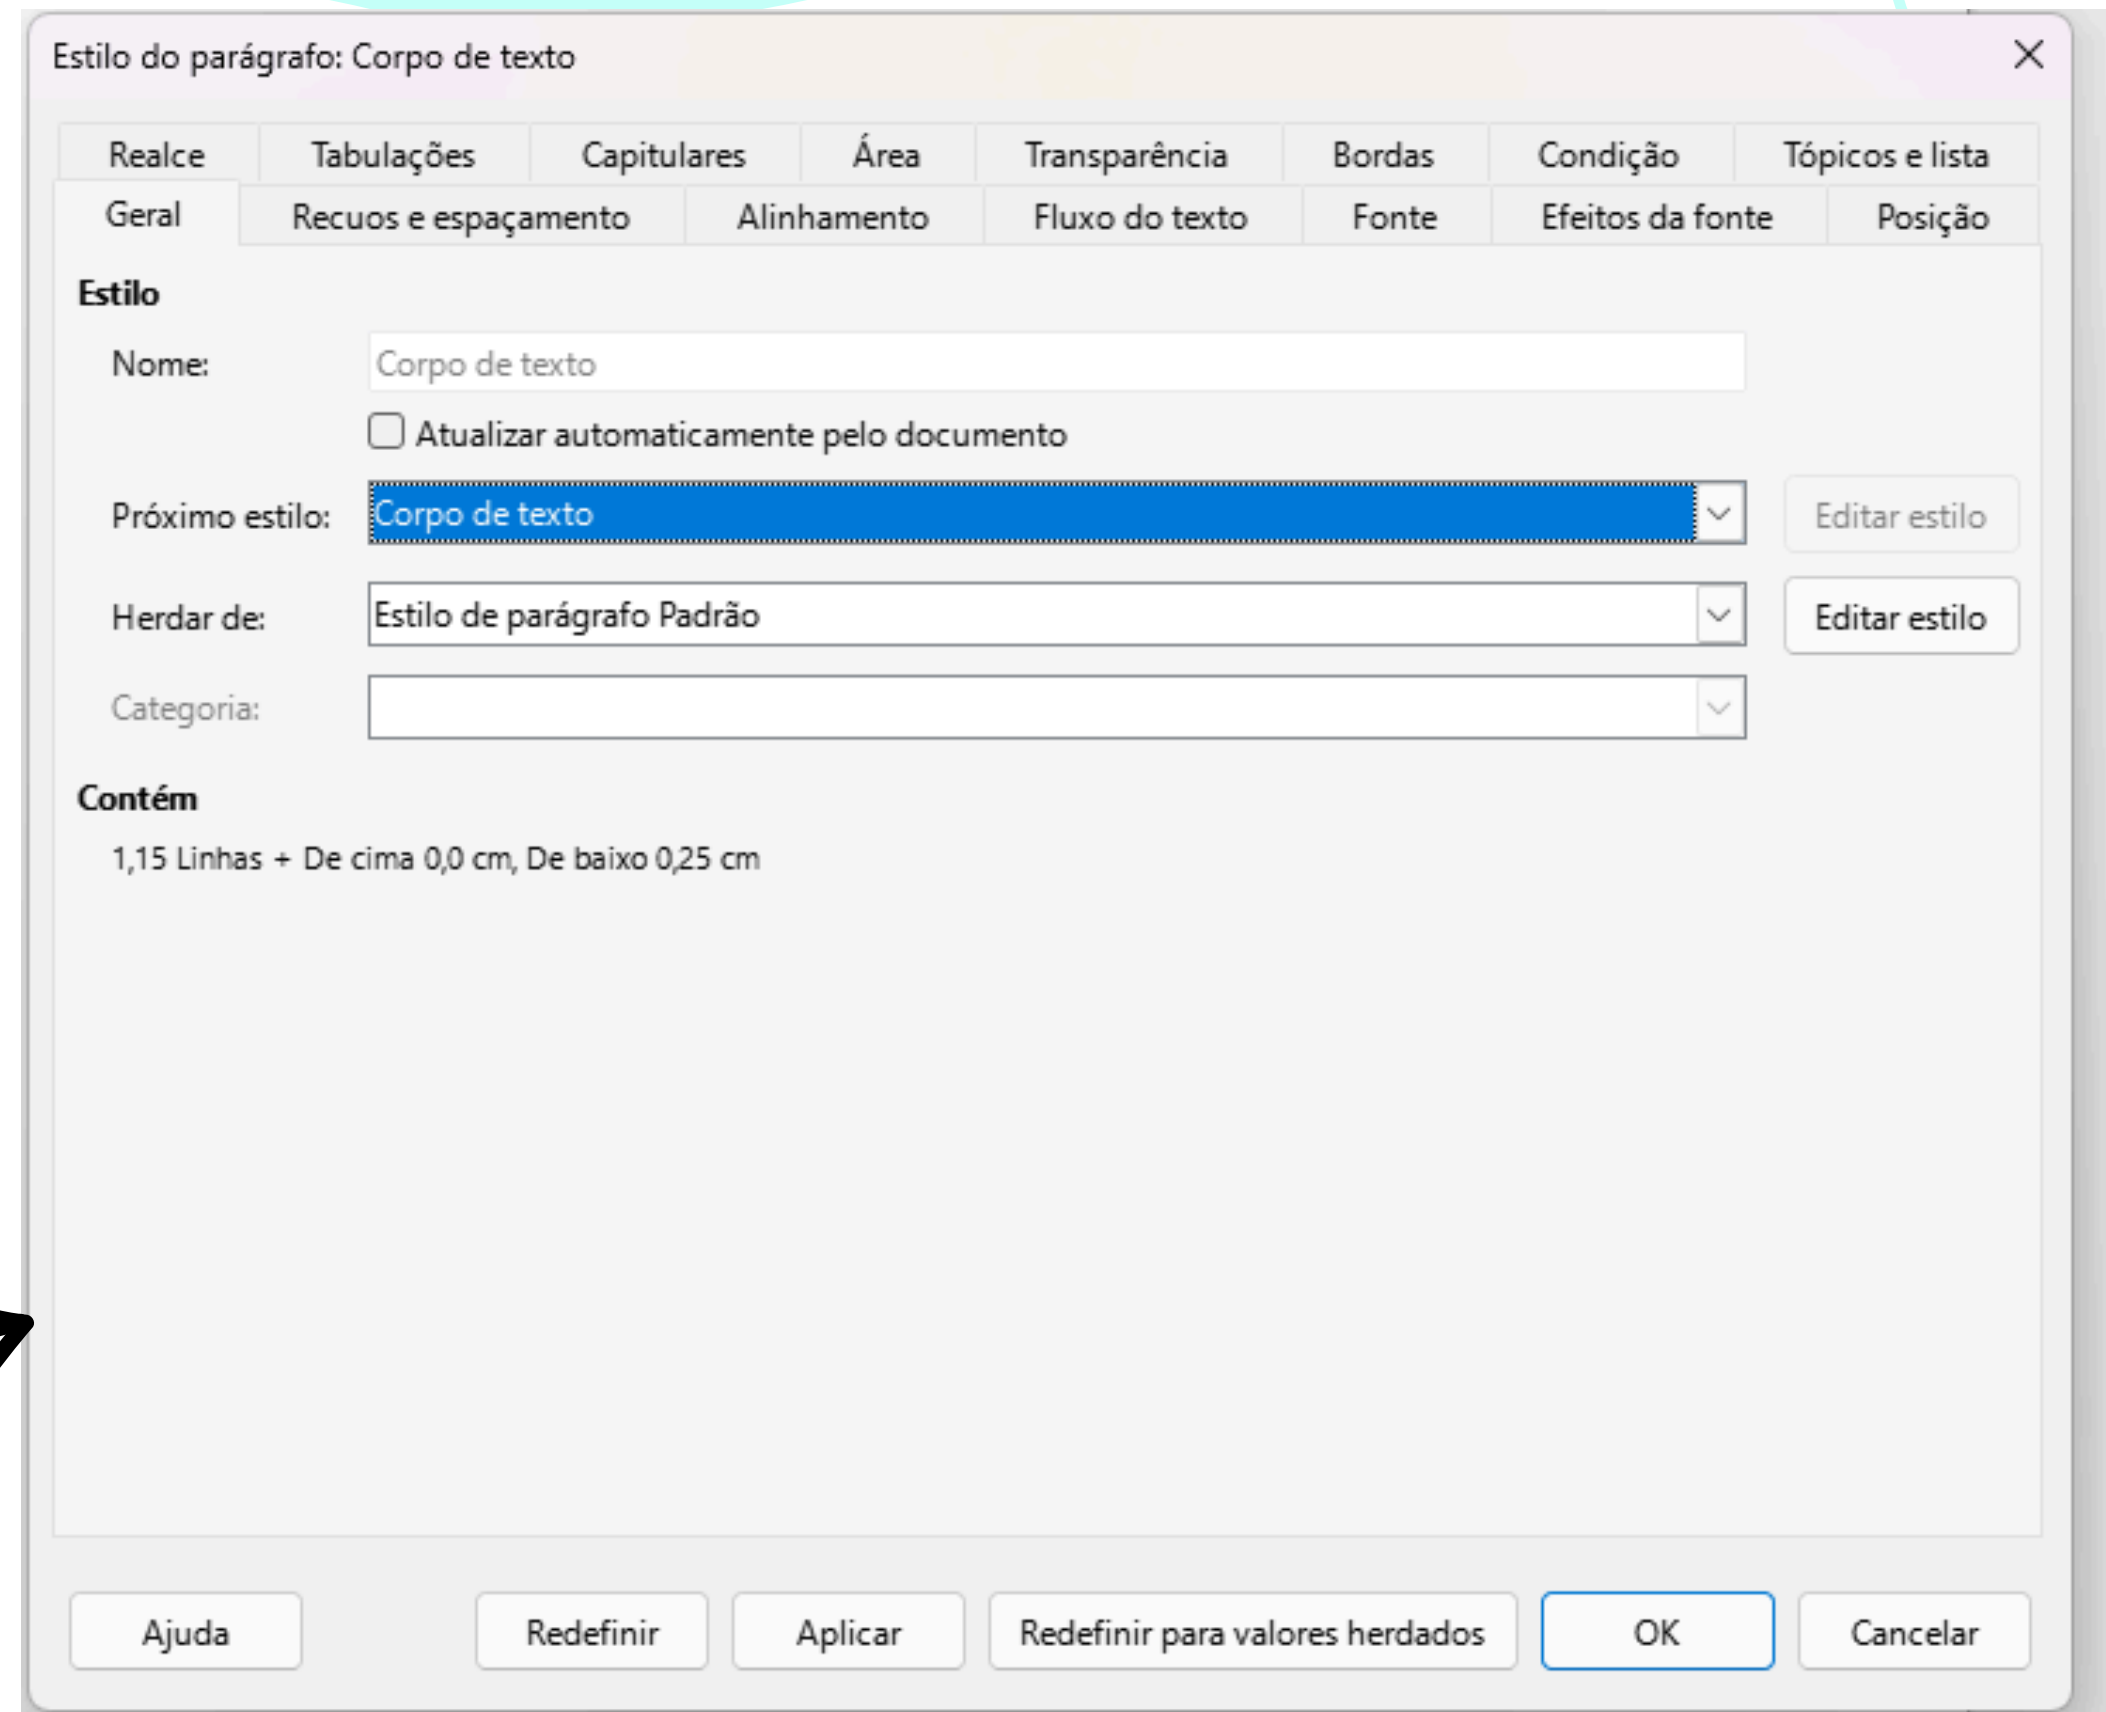 Estilo do parágrafo: Corpo de texto
Realce Tabulações Capitulares Área Transparência Bordas Condição Tópicos e lista
Geral Recuos e espaçamento Alinhamento Fluxo do texto Fonte Efeitos da fonte Posição
Estilo
Nome: Corpo de texto
Atualizar automaticamente pelo documento
Próximo estilo: Corpo de texto Editar estilo
Herdar de: Estilo de parágrafo Padrão Editar estilo
Categoria:
Contém
1,15 Linhas + De cima 0,0 cm, De baixo 0,25 cm
Ajuda Redefinir Aplicar Redefinir para valores herdados OK Cancelar